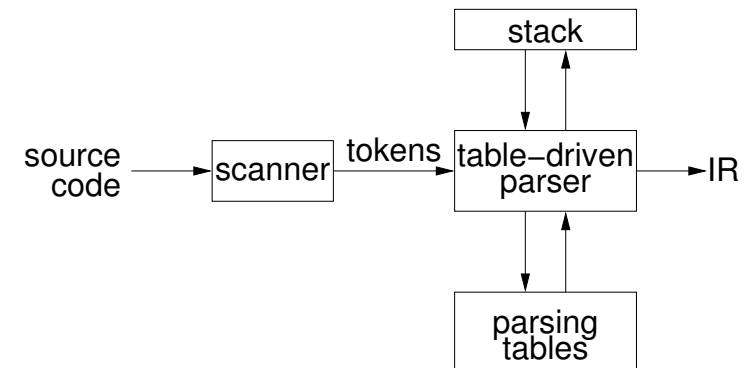 stack
source
code
scanner
tokens
table–driven
parser
IR
parsing
tables